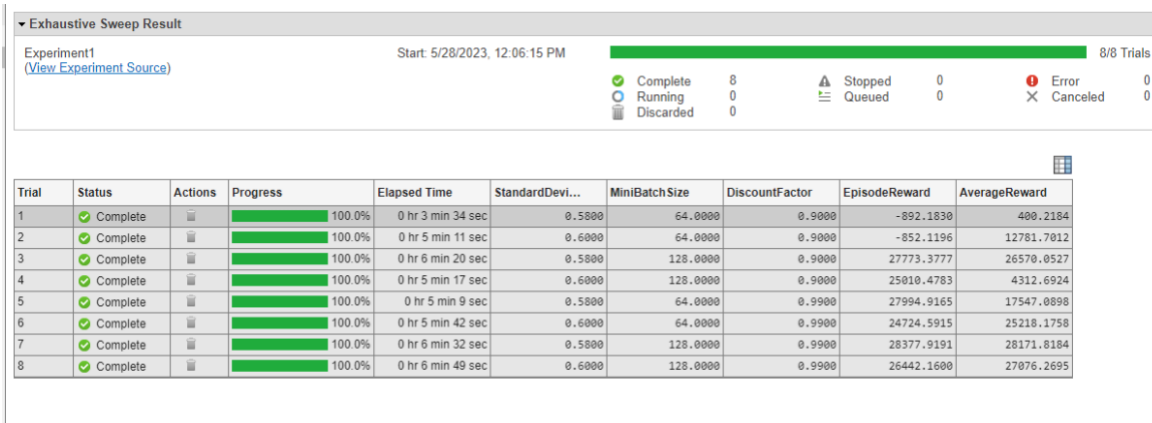 Exhaustive Sweep Result
Experiment1 Start: 5/28/2023, 12:06:15 PM 8/8 Trials
(View Experiment Source)
Complete 8 Stopped 0 Error 0
Running 0 Queued 0 Canceled 0
Discarded 0
Trial Status Actions Progress Elapsed Time StandardDevi... MiniBatchSize DiscountFactor EpisodeReward AverageReward
1 Complete 100.0% 0 hr 3 min 34 sec 0.5800 64.0000 0.9000 -892.1830 400.2184
2 Complete 100.0% 0 hr 5 min 11 sec 0.6000 64.0000 0.9000 -852.1196 12781.7012
3 Complete 100.0% 0 hr 6 min 20 sec 0.5800 128.0000 0.9000 27773.3777 26570.0527
4 Complete 100.0% 0 hr 5 min 17 sec 0.6000 128.0000 0.9000 25010.4783 4312.6924
5 Complete 100.0% 0 hr 5 min 9 sec 0.5800 64.0000 0.9900 27994.9165 17547.0898
6 Complete 100.0% 0 hr 5 min 42 sec 0.6000 64.0000 0.9900 24724.5915 25218.1758
7 Complete 100.0% 0 hr 6 min 32 sec 0.5800 128.0000 0.9900 28377.9191 28171.8184
8 Complete 100.0% 0 hr 6 min 49 sec 0.6000 128.0000 0.9900 26442.1600 27076.2695